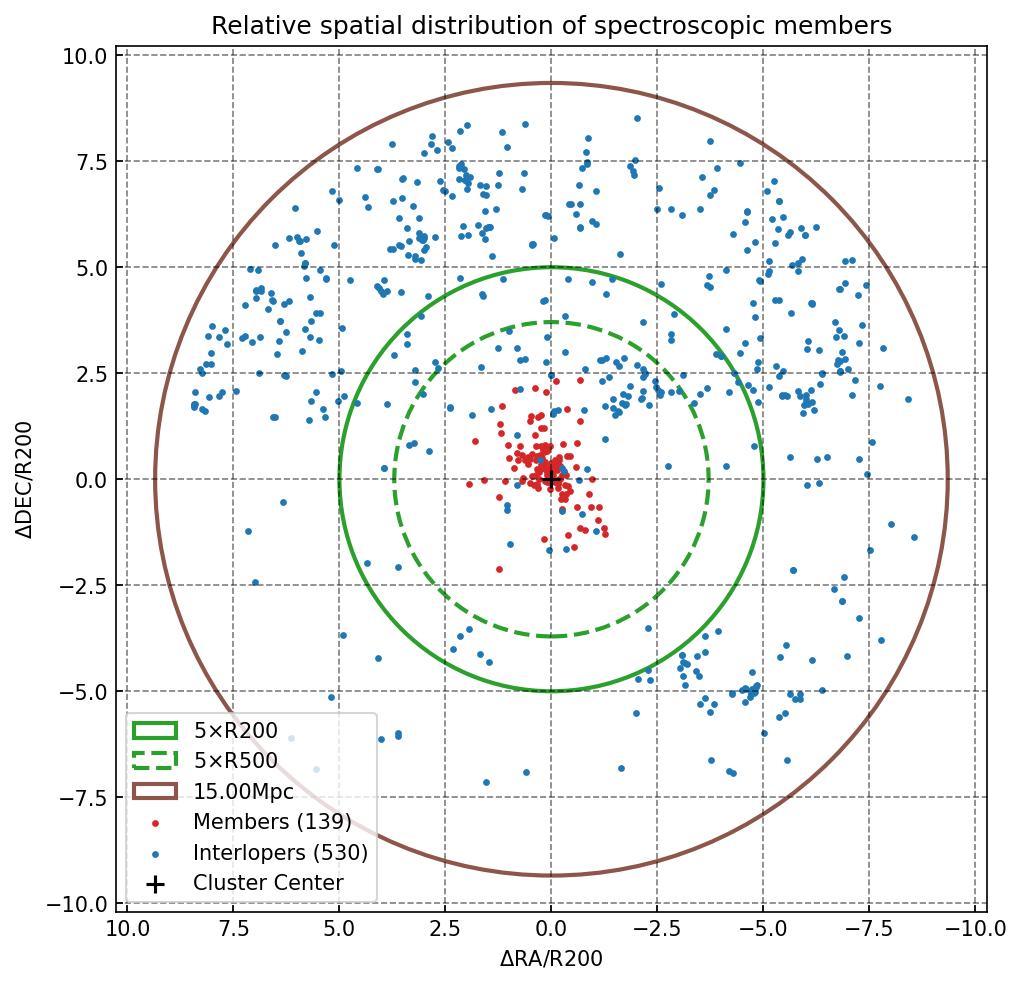 Relative spatial distribution of spectroscopic members
10.0
7.5
5.0
2.5
0.0
−2.5
−5.0
−7.5
−10.0
ΔDEC/R200
5×R200
5×R500
15.00Mpc
Members (139)
Interlopers (530)
Cluster Center
10.0 7.5 5.0 2.5 0.0 −2.5 −5.0 −7.5 −10.0
ΔRA/R200